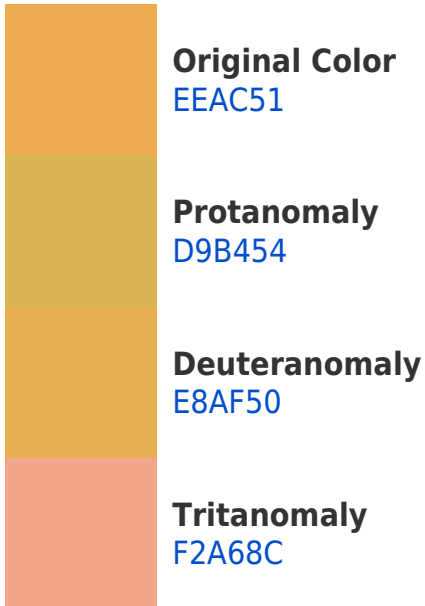 Original Color
EEAC51
Protanomaly
D9B454
Deuteranomaly
E8AF50
Tritanomaly
F2A68C